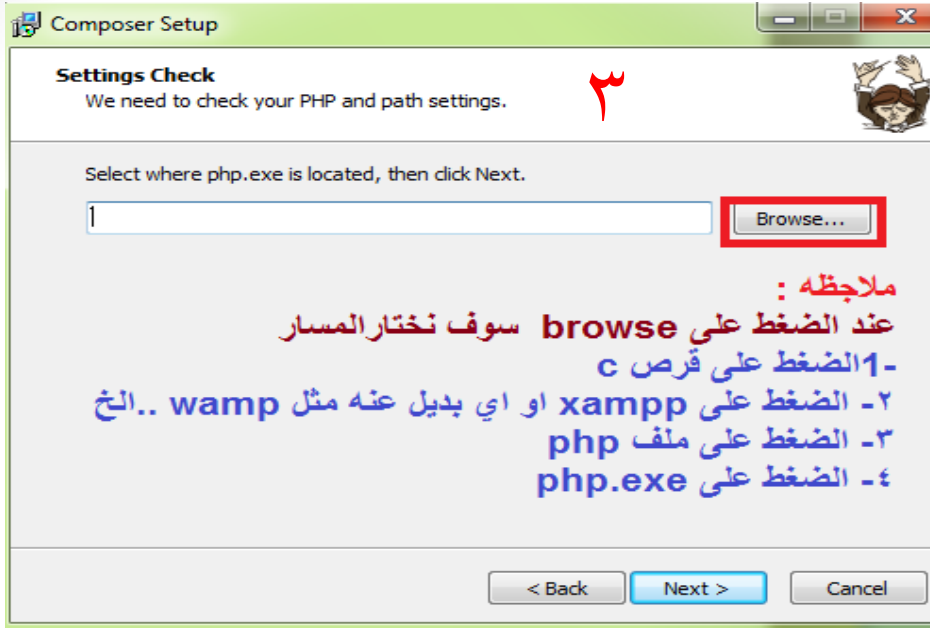 Composer Setup
Settings Check
We need to check your PHP and path settings.
٣
Select where php.exe is located, then click Next.
1
Browse...
ملاجظه :
عند الضغط على browse سوف نختارالمسار
1-الضغط على قرص c
٢- الضغط على xampp او اي بديل عنه مثل wamp ..الخ
٣- الضغط على ملف php
٤- الضغط على php.exe
< Back
Next >
Cancel